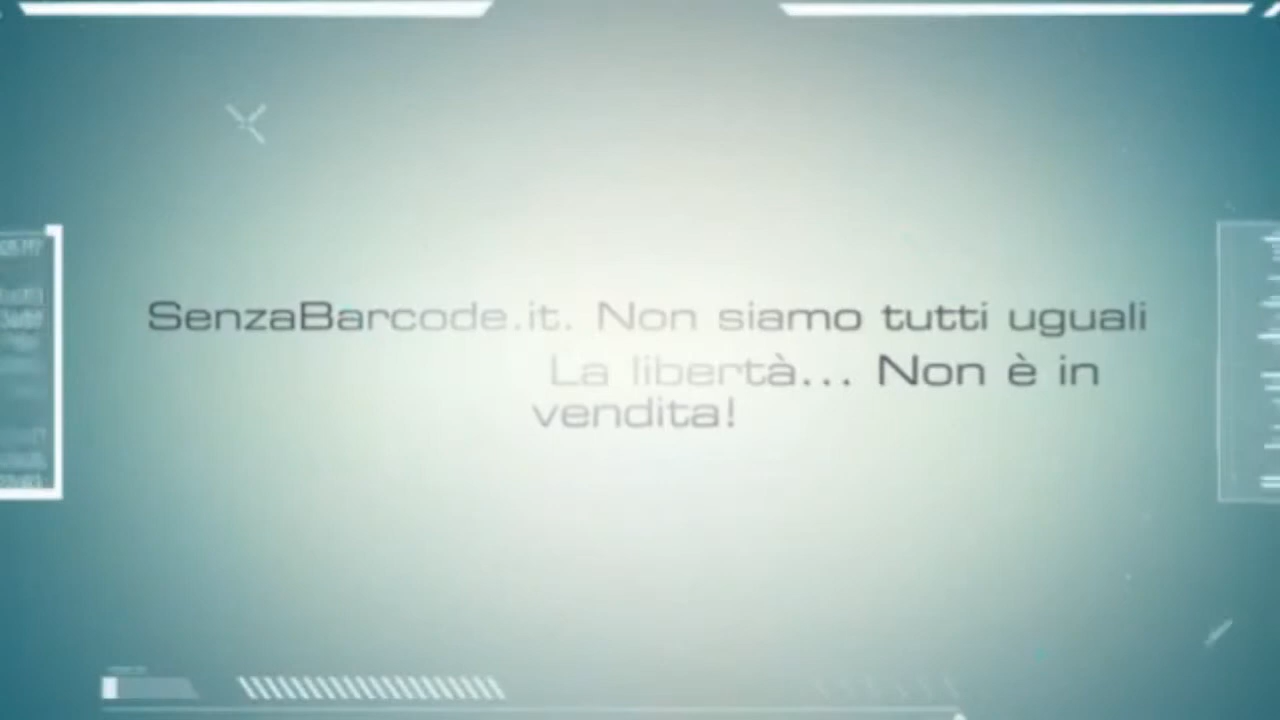 SenzaBarcode.it. Non siamo tutti uguali
La libertà... Non è in
vendita!